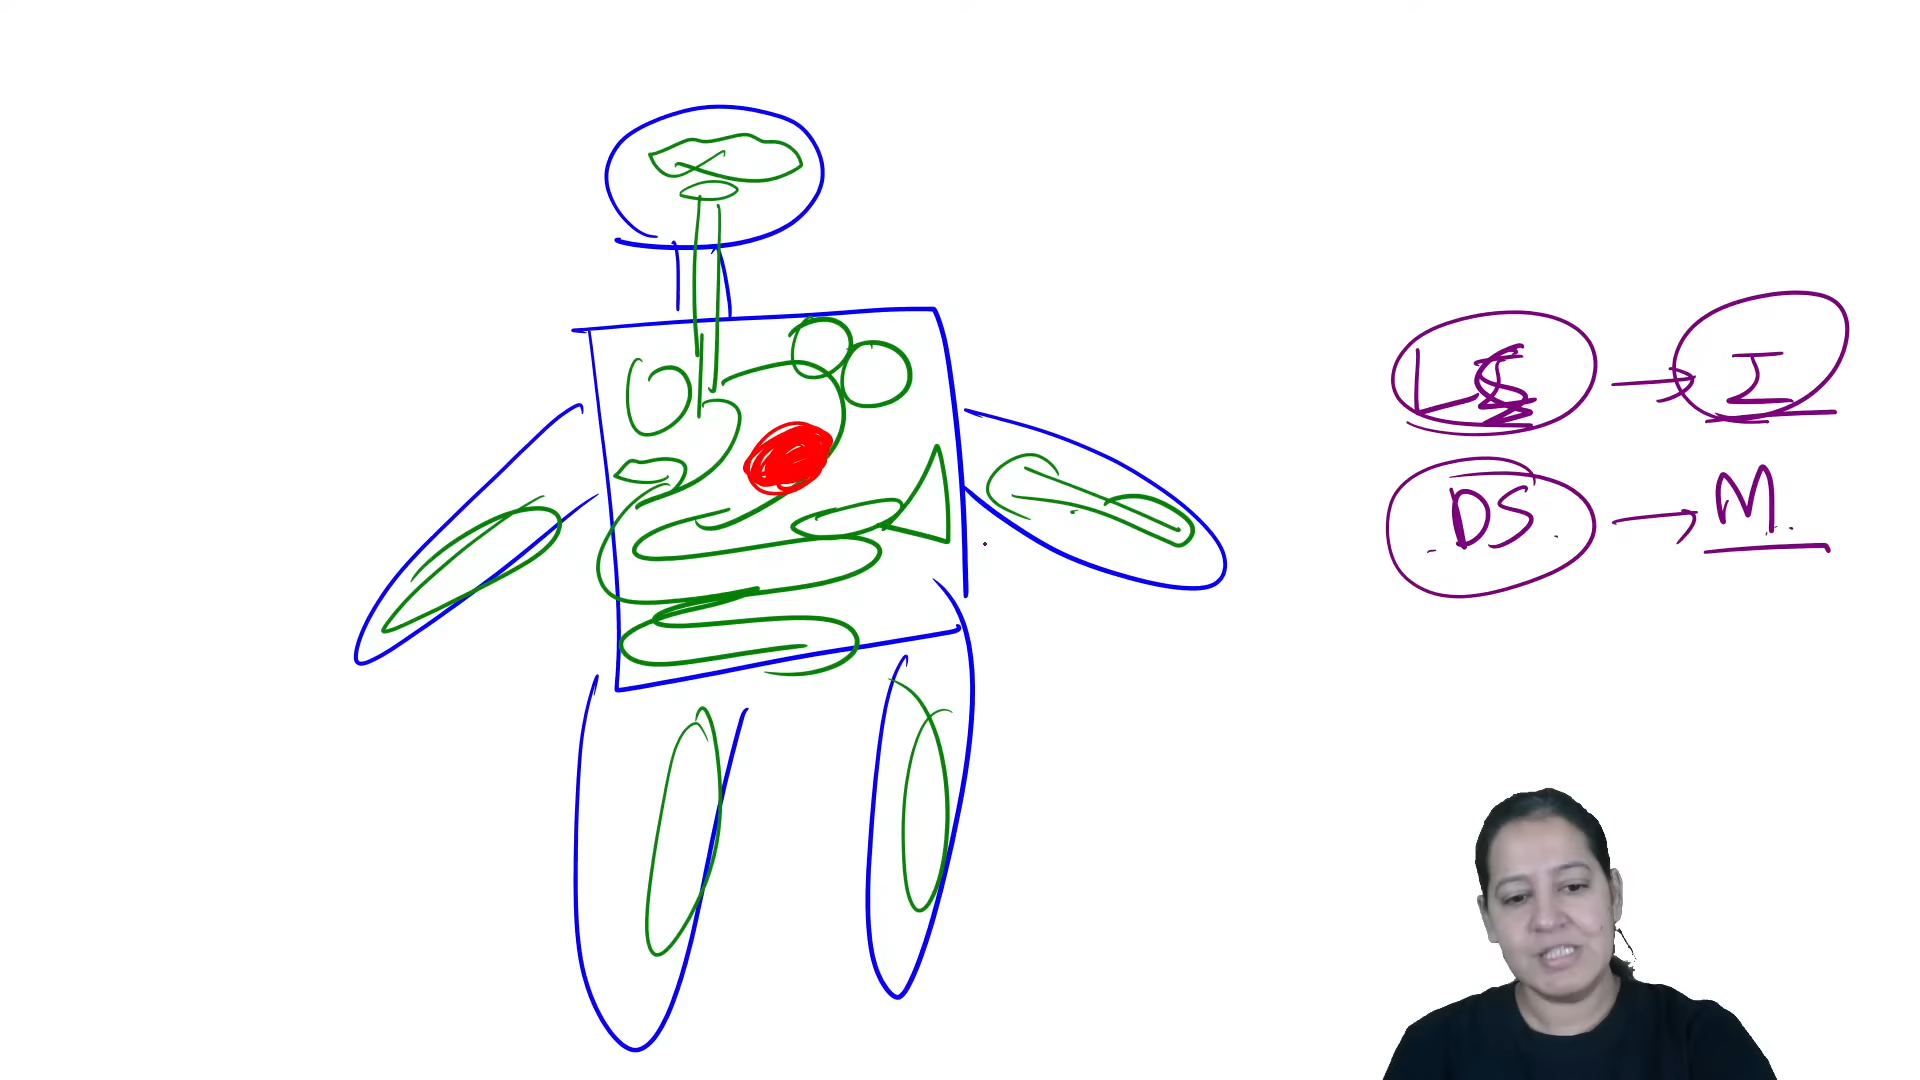 LS → I
DS → M